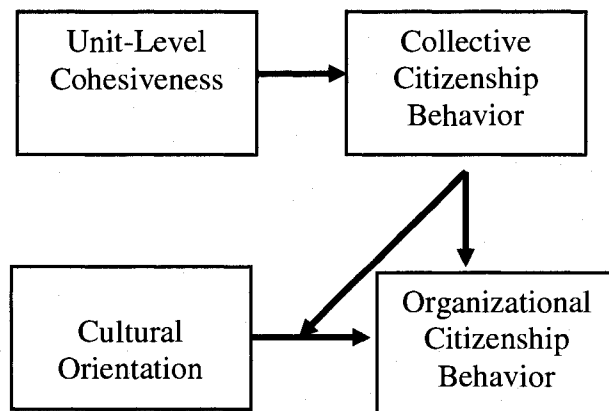 Unit-Level
Cohesiveness
Collective
Citizenship
Behavior
Cultural
Orientation
Organizational
Citizenship
Behavior